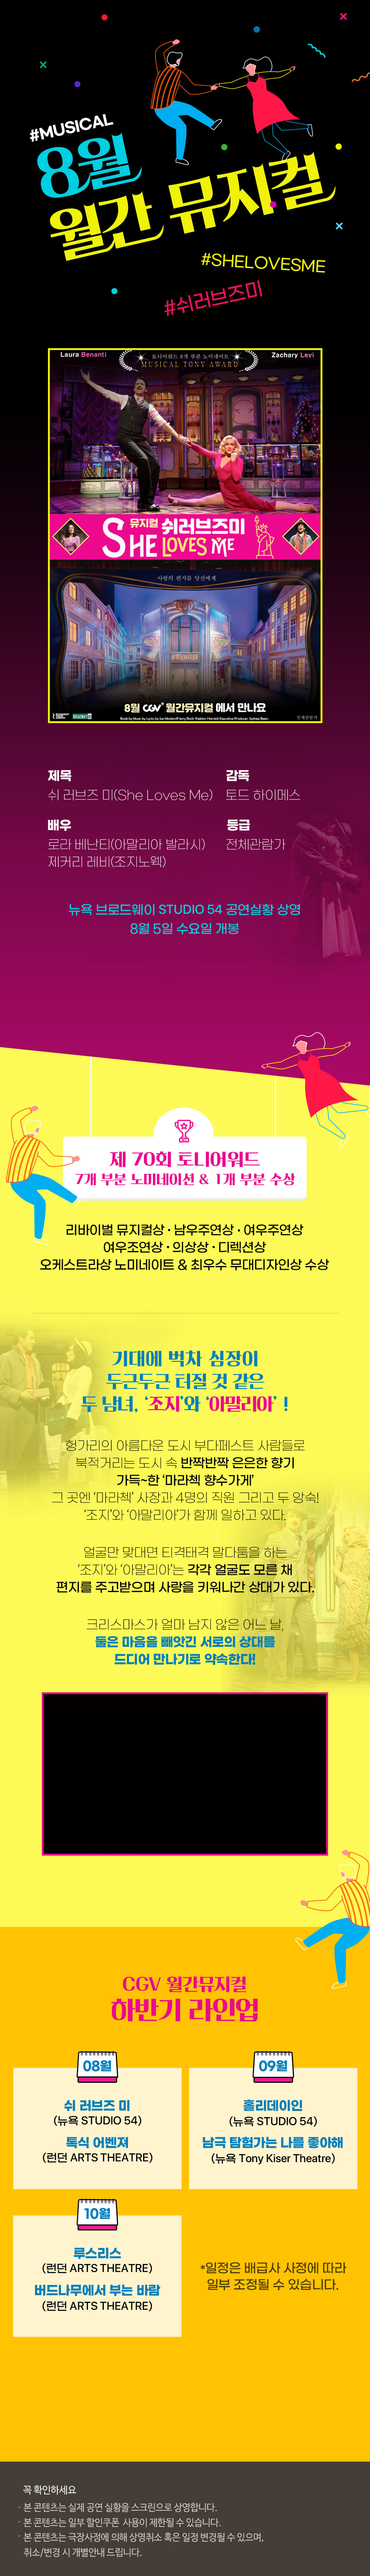 #MUSICAL
8월
월간 뮤지컬
#SHELOVESME
#쉬러브즈미
Laura Benanti
토니어워드 8개 부문 노미네이트
MUSICAL TONY AWARD
Zachary Levi
뮤지컬 쉬러브즈미
SHE LOVES ME
사랑의 편지를 당신에게
8월 CGV 월간뮤지컬 에서 만나요
전체관람가
제목
쉬 러브즈 미(She Loves Me)
감독
토드 하이메스
배우
로라 베난티(아말리아 발라시)
제커리 레비(조지노웩)
등급
전체관람가
뉴욕 브로드웨이 STUDIO 54 공연실황 상영
8월 5일 수요일 개봉
제 70회 토니어워드
7개 부분 노미네이션 & 1개 부분 수상
리바이벌 뮤지컬상 · 남우주연상 · 여우주연상
여우조연상 · 의상상 · 디렉션상
오케스트라상 노미네이트 & 최우수 무대디자인상 수상
기대에 벅차 심장이
두근두근 터질 것 같은
두 남녀, ‘조지’와 ‘아말리아’ !
헝가리의 아름다운 도시 부다페스트 사람들로
북적거리는 도시 속 반짝반짝 은은한 향기
가득~한 ‘마라첵 향수가게’
그 곳엔 ‘마라첵’ 사장과 4명의 직원 그리고 두 앙숙!
‘조지’와 ‘아말리아’가 함께 일하고 있다.
얼굴만 맞대면 티격태격 말다툼을 하는
‘조지’와 ‘아말리아’는 각각 얼굴도 모른 채
편지를 주고받으며 사랑을 키워나간 상대가 있다.
크리스마스가 얼마 남지 않은 어느 날,
둘은 마음을 빼앗긴 서로의 상대를
드디어 만나기로 약속한다!
CGV 월간뮤지컬
하반기 라인업
08월
쉬 러브즈 미
(뉴욕 STUDIO 54)
톡식 어벤져
(런던 ARTS THEATRE)
09월
홀리데이인
(뉴욕 STUDIO 54)
남극 탐험가는 나를 좋아해
(뉴욕 Tony Kiser Theatre)
10월
루스리스
(런던 ARTS THEATRE)
버드나무에서 부는 바람
(런던 ARTS THEATRE)
*일정은 배급사 사정에 따라
일부 조정될 수 있습니다.
꼭 확인하세요
· 본 콘텐츠는 실제 공연 실황을 스크린으로 상영합니다.
· 본 콘텐츠는 일부 할인쿠폰 사용이 제한될 수 있습니다.
· 본 콘텐츠는 극장사정에 의해 상영취소 혹은 일정 변경될 수 있으며,
취소/변경 시 개별안내 드립니다.